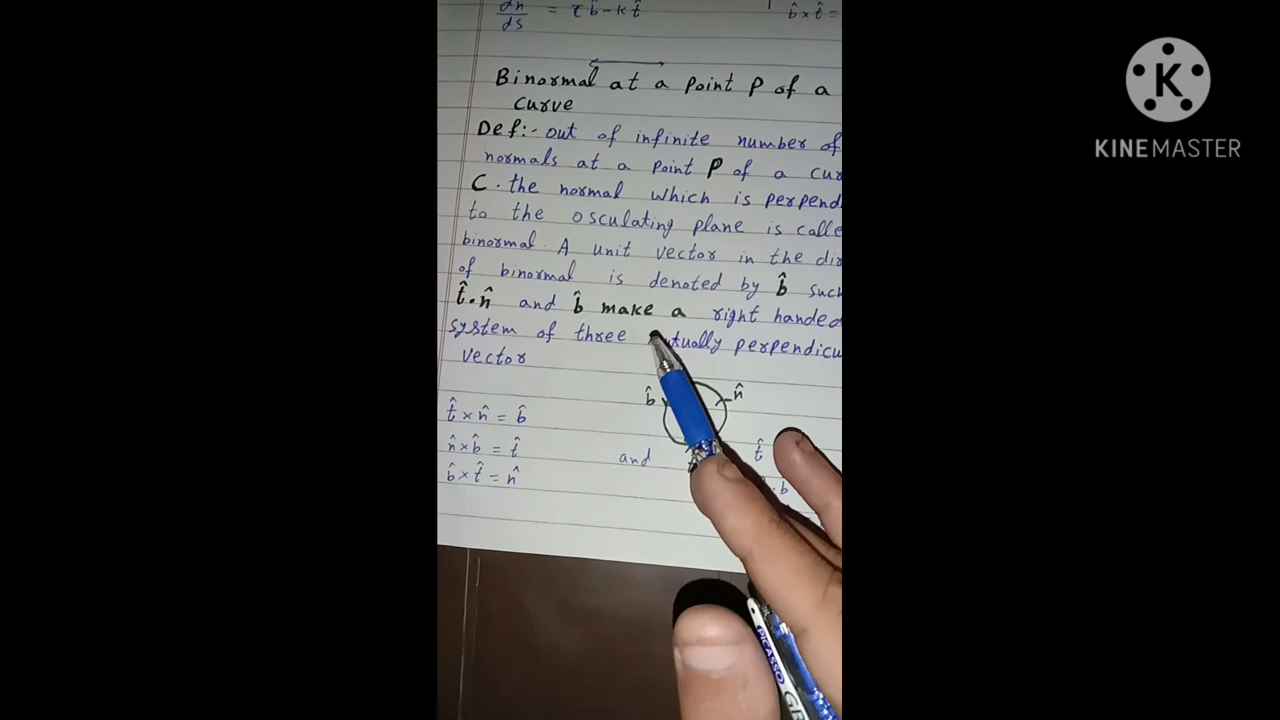 dn
ds
= τb̂ - kt̂
b̂ × t̂ =
Binormal at a Point P of a
curve
Def:- out of infinite number of
normals at a Point P of a cur
C. the normal which is perpend
to the osculating plane is calle
binormal. A unit vector in the dir
of binormal is denoted by b̂ such
t̂. n̂ and b̂ make a right handed
system of three utually perpendicu
vector
b̂ n̂
t̂ × n̂ = b̂
n̂ × b̂ = t̂
and t̂
b̂ × t̂ = n̂
. b
K
KINEMASTER
PICASSO